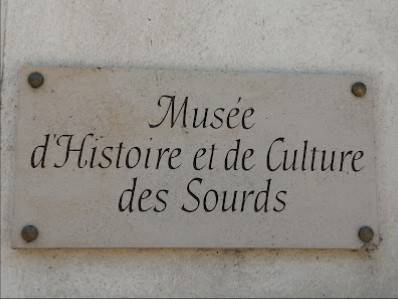 Musée
d'Histoire et de Culture
des Sourds